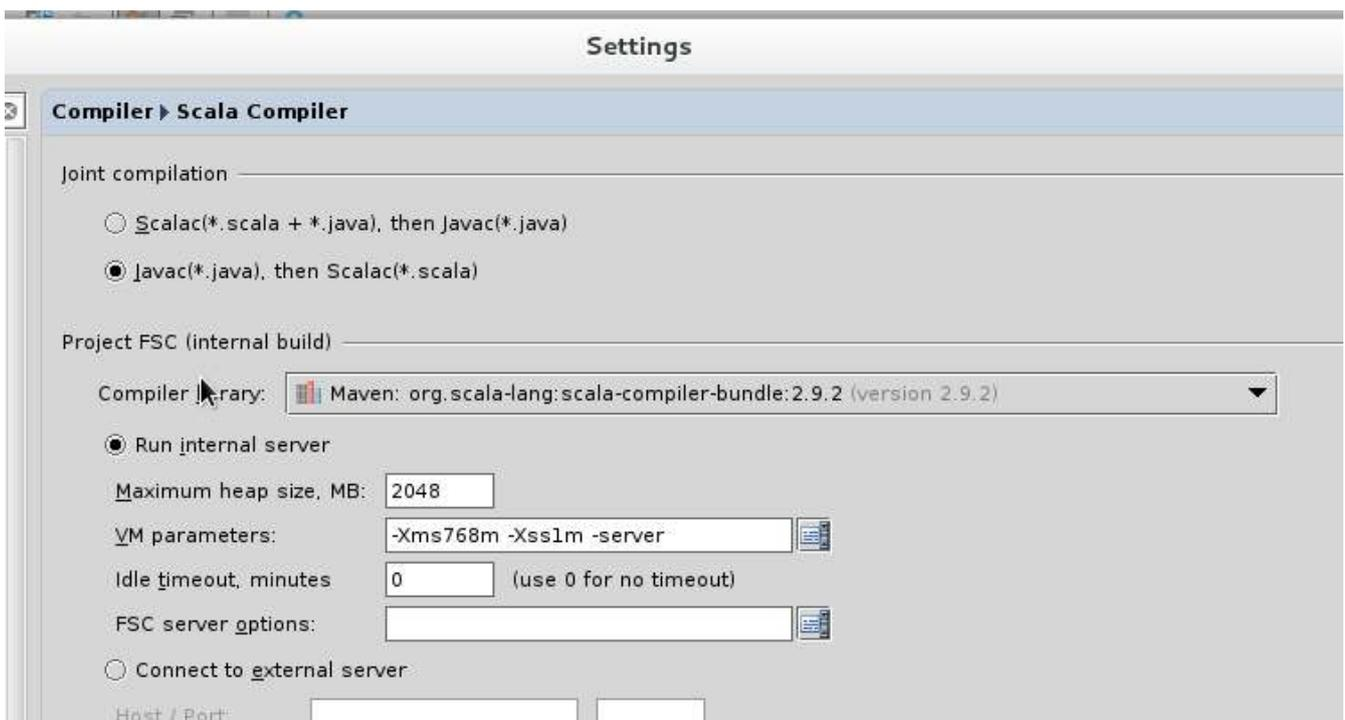 Settings
Compiler Scala Compiler
Joint compilation
Scalac(*.scala + *.java), then Javac(*.java)
Javac(*.java), then Scalac(*.scala)
Project FSC (internal build)
Compiler Maven: org.scala-lang:scala-compiler-bundle:2.9.2 (version 2.9.2)
Run internal server
Maximum heap size, MB: 2048
VM parameters: -Xms768m -Xss1m -server
Idle timeout, minutes 0 (use 0 for no timeout)
FSC server options:
Connect to external server
Host / Port: